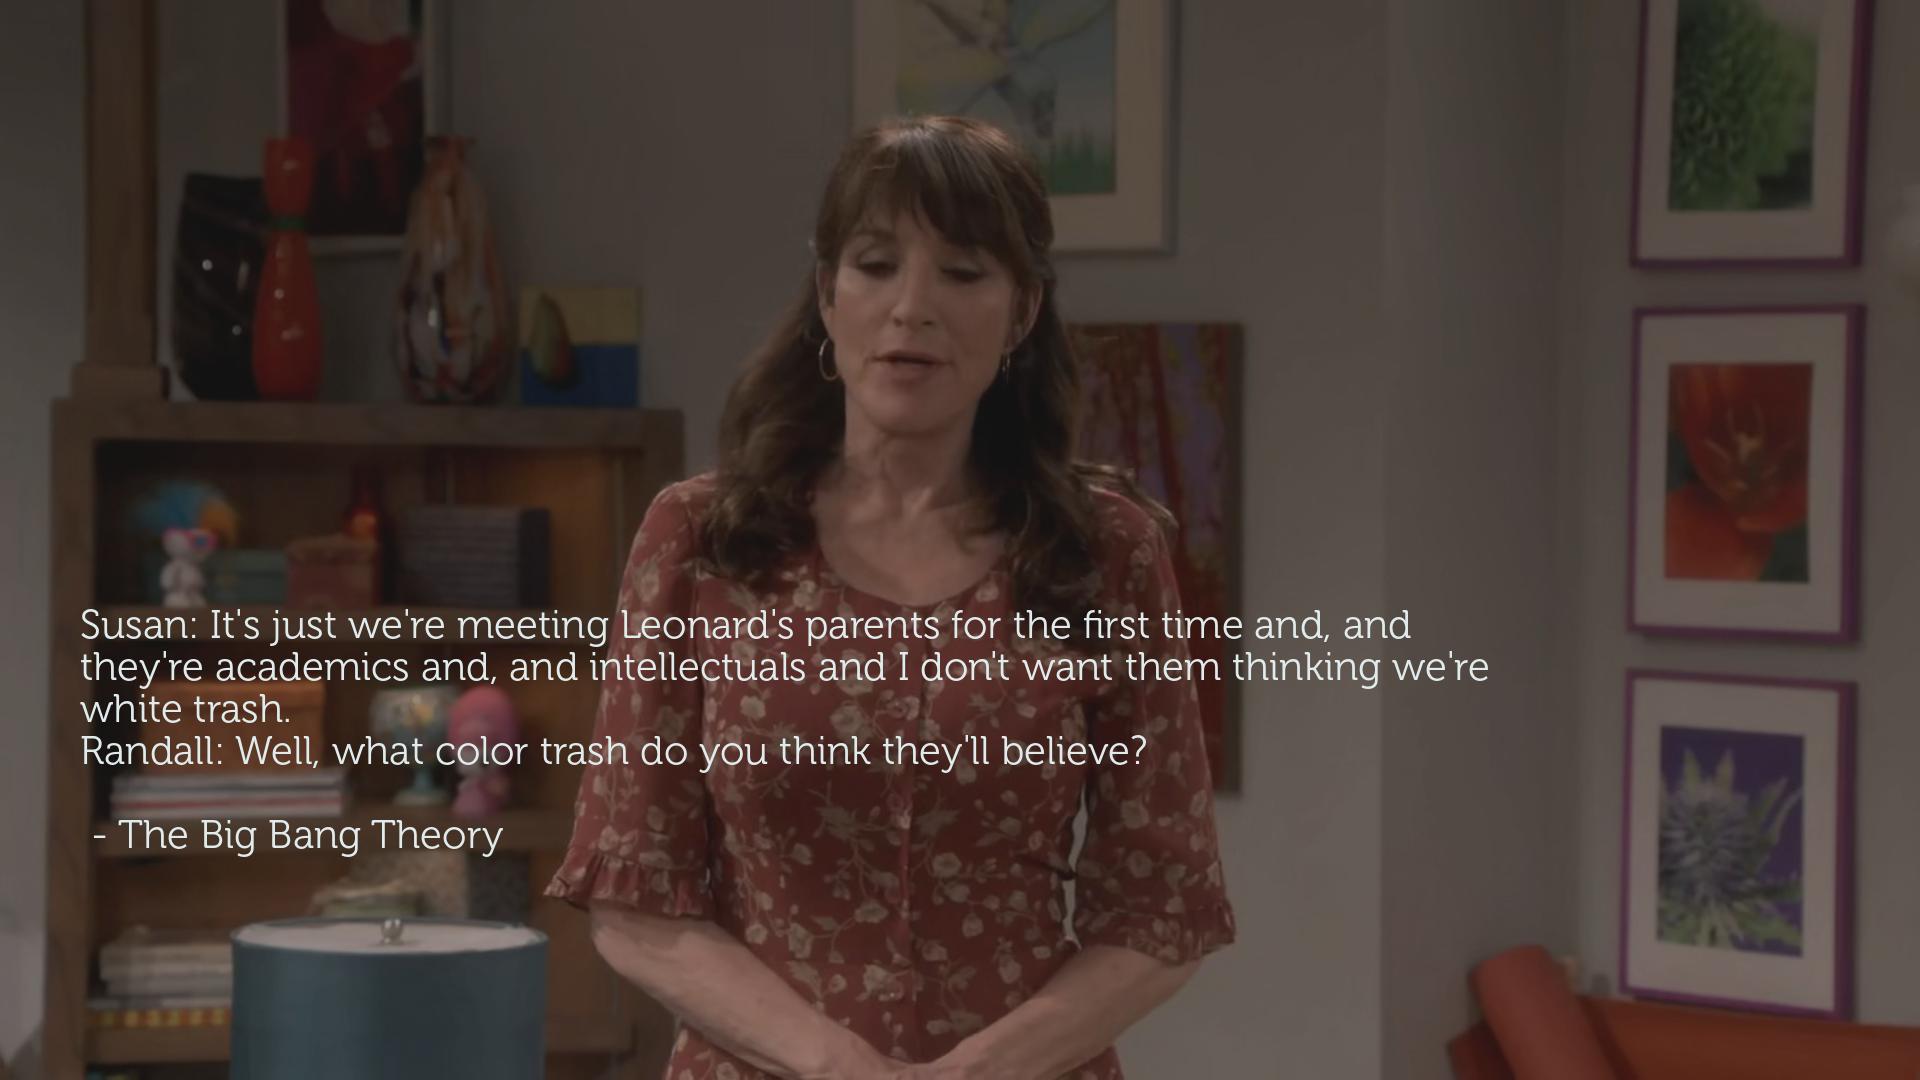 Susan: It's just we're meeting Leonard's parents for the first time and, and
they're academics and, and intellectuals and I don't want them thinking we're
white trash.
Randall: Well, what color trash do you think they'll believe?
- The Big Bang Theory